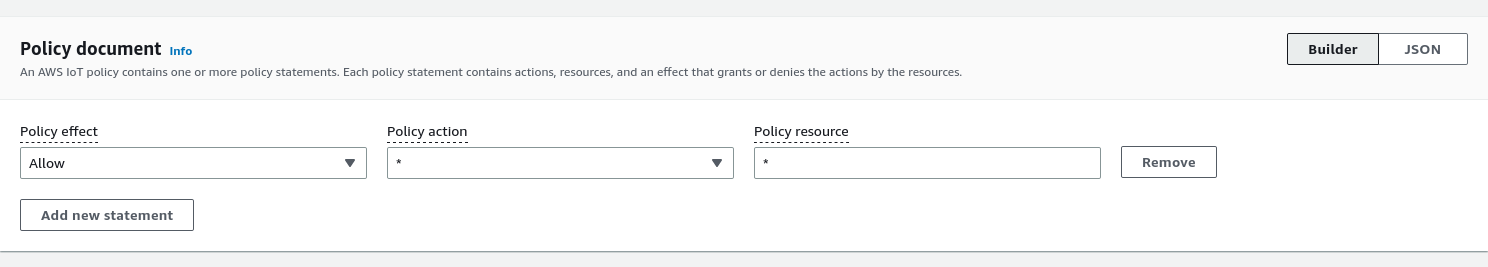 Policy document Info
Builder JSON
An AWS IoT policy contains one or more policy statements. Each policy statement contains actions, resources, and an effect that grants or denies the actions by the resources.
Policy effect Policy action Policy resource
Allow * * Remove
Add new statement